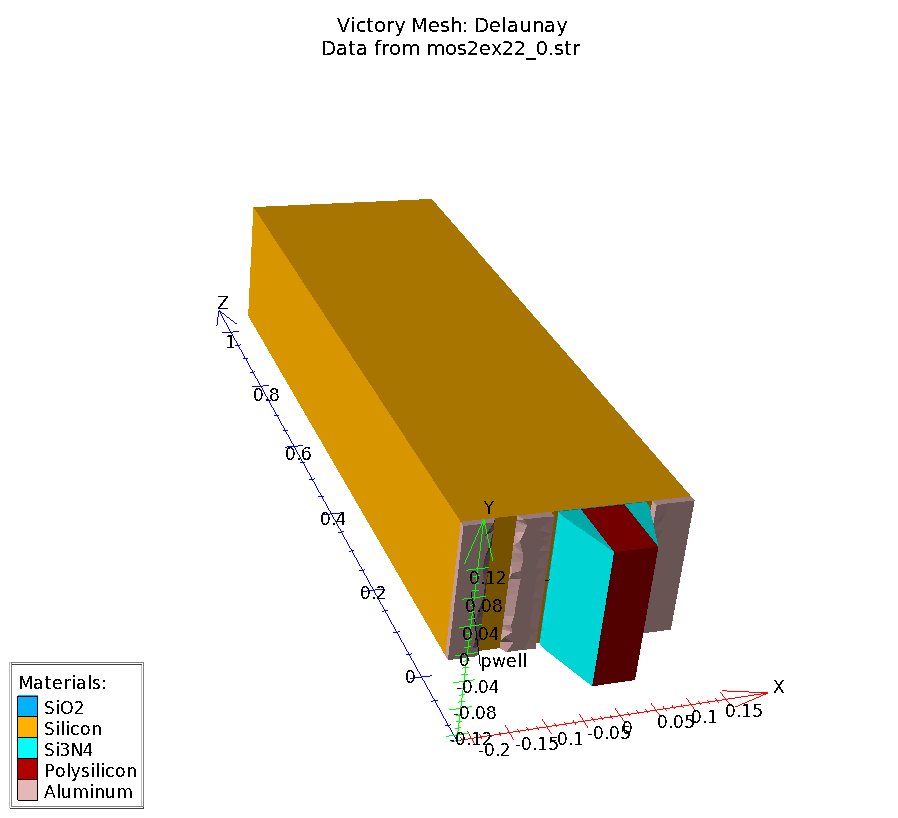 Victory Mesh: Delaunay
Data from mos2ex22_0.str
Z
1
0.8
0.6
0.4
0.2
0
Y
0.12
0.08
0.04
0
pwell
-0.04
-0.08
-0.12
-0.2
-0.15
-0.1
-0.05
0
0.05
0.1
0.15
X
Materials:
SiO2
Silicon
Si3N4
Polysilicon
Aluminum